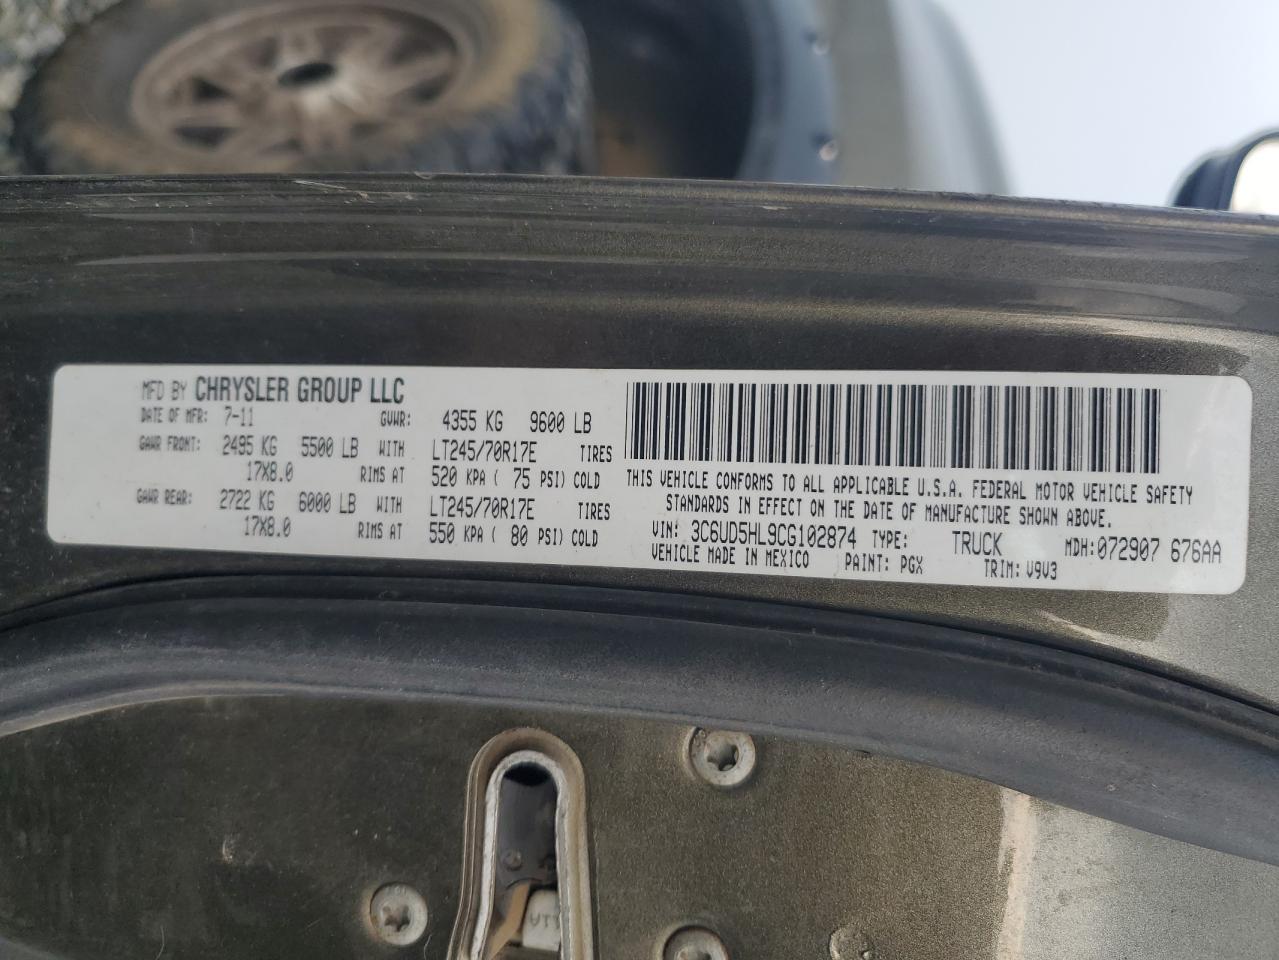 MFD BY CHRYSLER GROUP LLC
DATE OF MFR: 7-11 GVWR: 4355 KG 9600 LB
GAWR FRONT: 2495 KG 5500 LB WITH LT245/70R17E TIRES
17X8.0 RIMS AT 520 KPA ( 75 PSI) COLD
GAWR REAR: 2722 KG 6000 LB WITH LT245/70R17E TIRES
17X8.0 RIMS AT 550 KPA ( 80 PSI) COLD
THIS VEHICLE CONFORMS TO ALL APPLICABLE U.S.A. FEDERAL MOTOR VEHICLE SAFETY
STANDARDS IN EFFECT ON THE DATE OF MANUFACTURE SHOWN ABOVE.
VIN: 3C6UD5HL9CG102874 TYPE: TRUCK MDH:072907 676AA
VEHICLE MADE IN MEXICO PAINT: PGX TRIM: V9V3